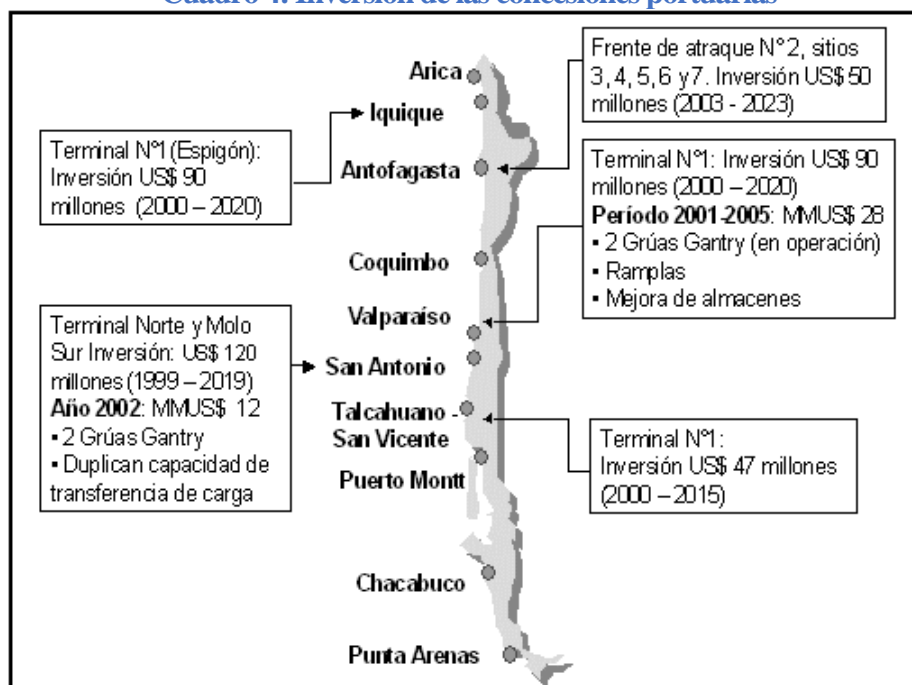 Cuadro 4. Inversión de las concesiones portuarias
Arica
Iquique
Antofagasta
Coquimbo
Valparaíso
San Antonio
Talcahuano -
San Vicente
Puerto Montt
Chacabuco
Punta Arenas
Terminal N°1 (Espigón):
Inversión US$ 90
millones (2000 – 2020)
Terminal Norte y Molo
Sur Inversión: US$ 120
millones (1999 – 2019)
Año 2002: MMUS$ 12
▪ 2 Grúas Gantry
▪ Duplican capacidad de
transferencia de carga
Frente de atraque N°2, sitios
3, 4, 5, 6 y 7. Inversión US$ 50
millones (2003 - 2023)
Terminal N°1: Inversión US$ 90
millones (2000 – 2020)
Período 2001-2005: MMUS$ 28
▪ 2 Grúas Gantry (en operación)
▪ Ramplas
▪ Mejora de almacenes
Terminal N°1:
Inversión US$ 47 millones
(2000 – 2015)